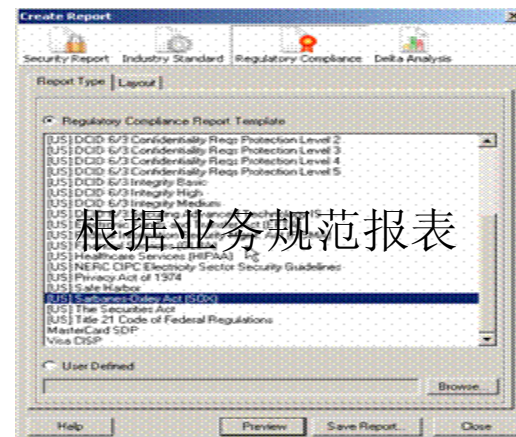 Create Report
Security Report Industry Standard Regulatory Compliance Delta Analysis
Report Type Layout
Regulatory Compliance Report Template
[US] DCID 6/3 Confidentiality Reqs Protection Level 2
[US] DCID 6/3 Confidentiality Reqs Protection Level 3
[US] DCID 6/3 Confidentiality Reqs Protection Level 4
[US] DCID 6/3 Confidentiality Reqs Protection Level 5
[US] DCID 6/3 Integrity Basic
[US] DCID 6/3 Integrity High
[US] DCID 6/3 Integrity Medium
根据业务规范报表
[US] Healthcare Services (HIPAA)
[US] NERC CIPC Electricity Sector Security Guidelines
[US] Privacy Act of 1974
[US] Safe Harbor
[US] Sarbanes-Oxley Act (SOX)
[US] The Securities Act
[US] Title 21 Code of Federal Regulations
MasterCard SDP
Visa CISP
User Defined
Browse...
Help Preview Save Report... Close